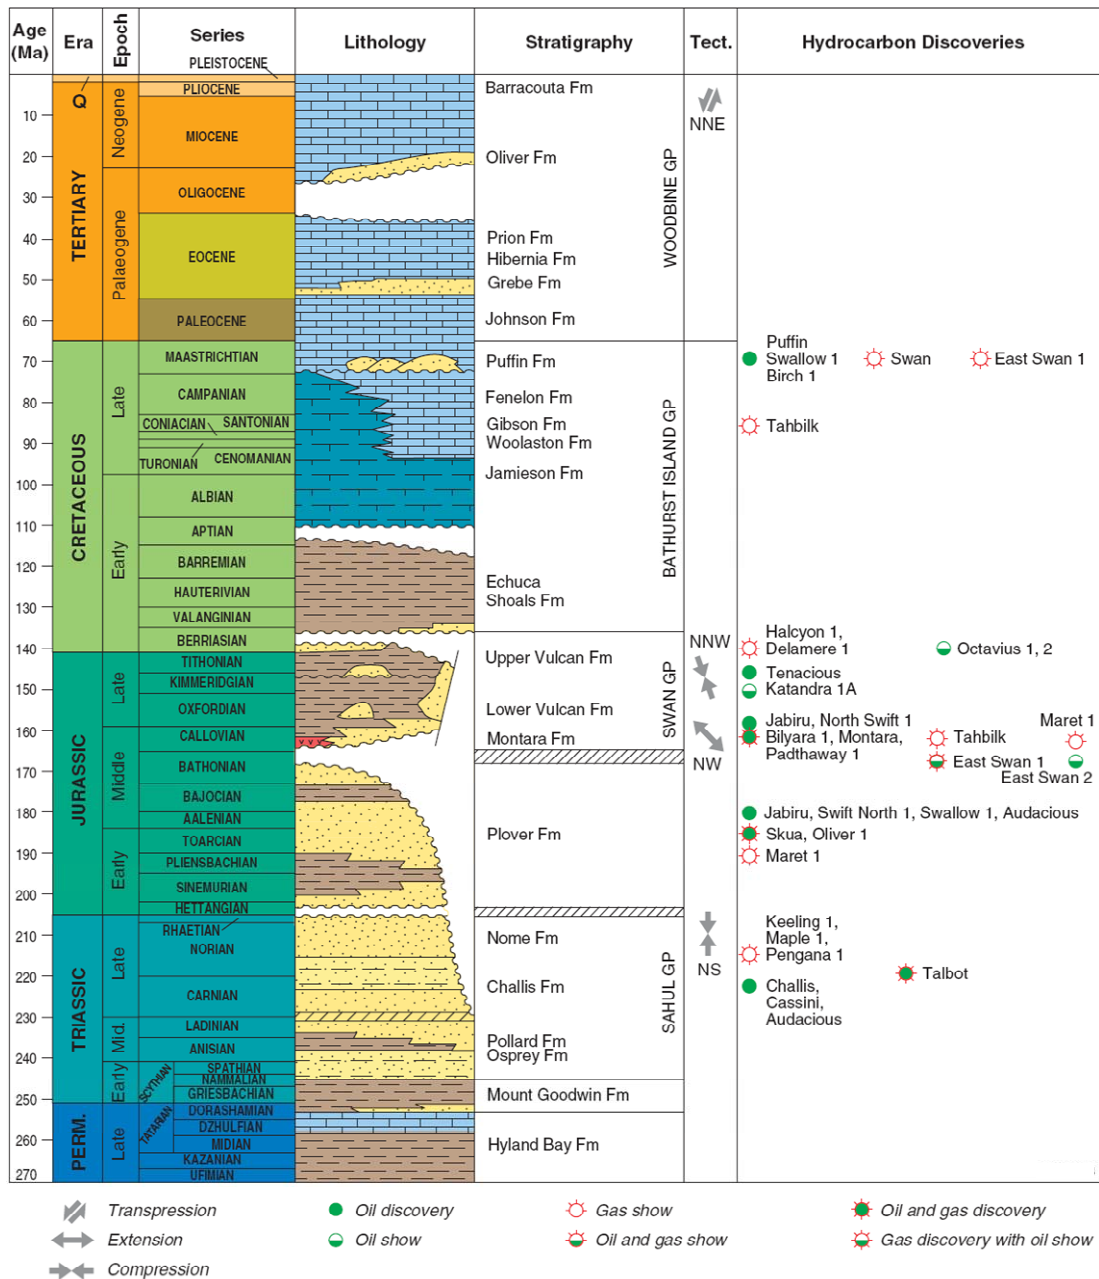 Age
(Ma)
Era
Epoch
Series
Lithology
Stratigraphy
Tect.
Hydrocarbon Discoveries
10
20
30
40
50
60
70
80
90
100
110
120
130
140
150
160
170
180
190
200
210
220
230
240
250
260
270
Q
TERTIARY
CRETACEOUS
JURASSIC
TRIASSIC
PERM.
Neogene
Palaeogene
Late
Early
Late
Middle
Early
Late
Mid.
Early
Late
PLEISTOCENE
PLIOCENE
MIOCENE
OLIGOCENE
EOCENE
PALEOCENE
MAASTRICHTIAN
CAMPANIAN
CONIACIAN
SANTONIAN
TURONIAN
CENOMANIAN
ALBIAN
APTIAN
BARREMIAN
HAUTERIVIAN
VALANGINIAN
BERRIASIAN
TITHONIAN
KIMMERIDGIAN
OXFORDIAN
CALLOVIAN
BATHONIAN
BAJOCIAN
AALENIAN
TOARCIAN
PLIENSBACHIAN
SINEMURIAN
HETTANGIAN
RHAETIAN
NORIAN
CARNIAN
LADINIAN
ANISIAN
SCYTHIAN
SPATHIAN
NAMMALIAN
GRIESBACHIAN
TATARIAN
DORASHAMIAN
DZHULFIAN
MIDIAN
KAZANIAN
UFIMIAN
v v v
Barracouta Fm
Oliver Fm
Prion Fm
Hibernia Fm
Grebe Fm
Johnson Fm
Puffin Fm
Fenelon Fm
Gibson Fm
Woolaston Fm
Jamieson Fm
Echuca
Shoals Fm
Upper Vulcan Fm
Lower Vulcan Fm
Montara Fm
Plover Fm
Nome Fm
Challis Fm
Pollard Fm
Osprey Fm
Mount Goodwin Fm
Hyland Bay Fm
WOODBINE GP
BATHURST ISLAND GP
SWAN GP
SAHUL GP
NNE
NNW
NW
NS
Puffin
Swallow 1
Birch 1
Swan
East Swan 1
Tahbilk
Halcyon 1,
Delamere 1
Octavius 1, 2
Tenacious
Katandra 1A
Jabiru, North Swift 1
Bilyara 1, Montara,
Padthaway 1
Tahbilk
Maret 1
East Swan 1
East Swan 2
Jabiru, Swift North 1, Swallow 1, Audacious
Skua, Oliver 1
Maret 1
Keeling 1,
Maple 1,
Pengana 1
Talbot
Challis,
Cassini,
Audacious
Transpression
Extension
Compression
Oil discovery
Oil show
Gas show
Oil and gas show
Oil and gas discovery
Gas discovery with oil show